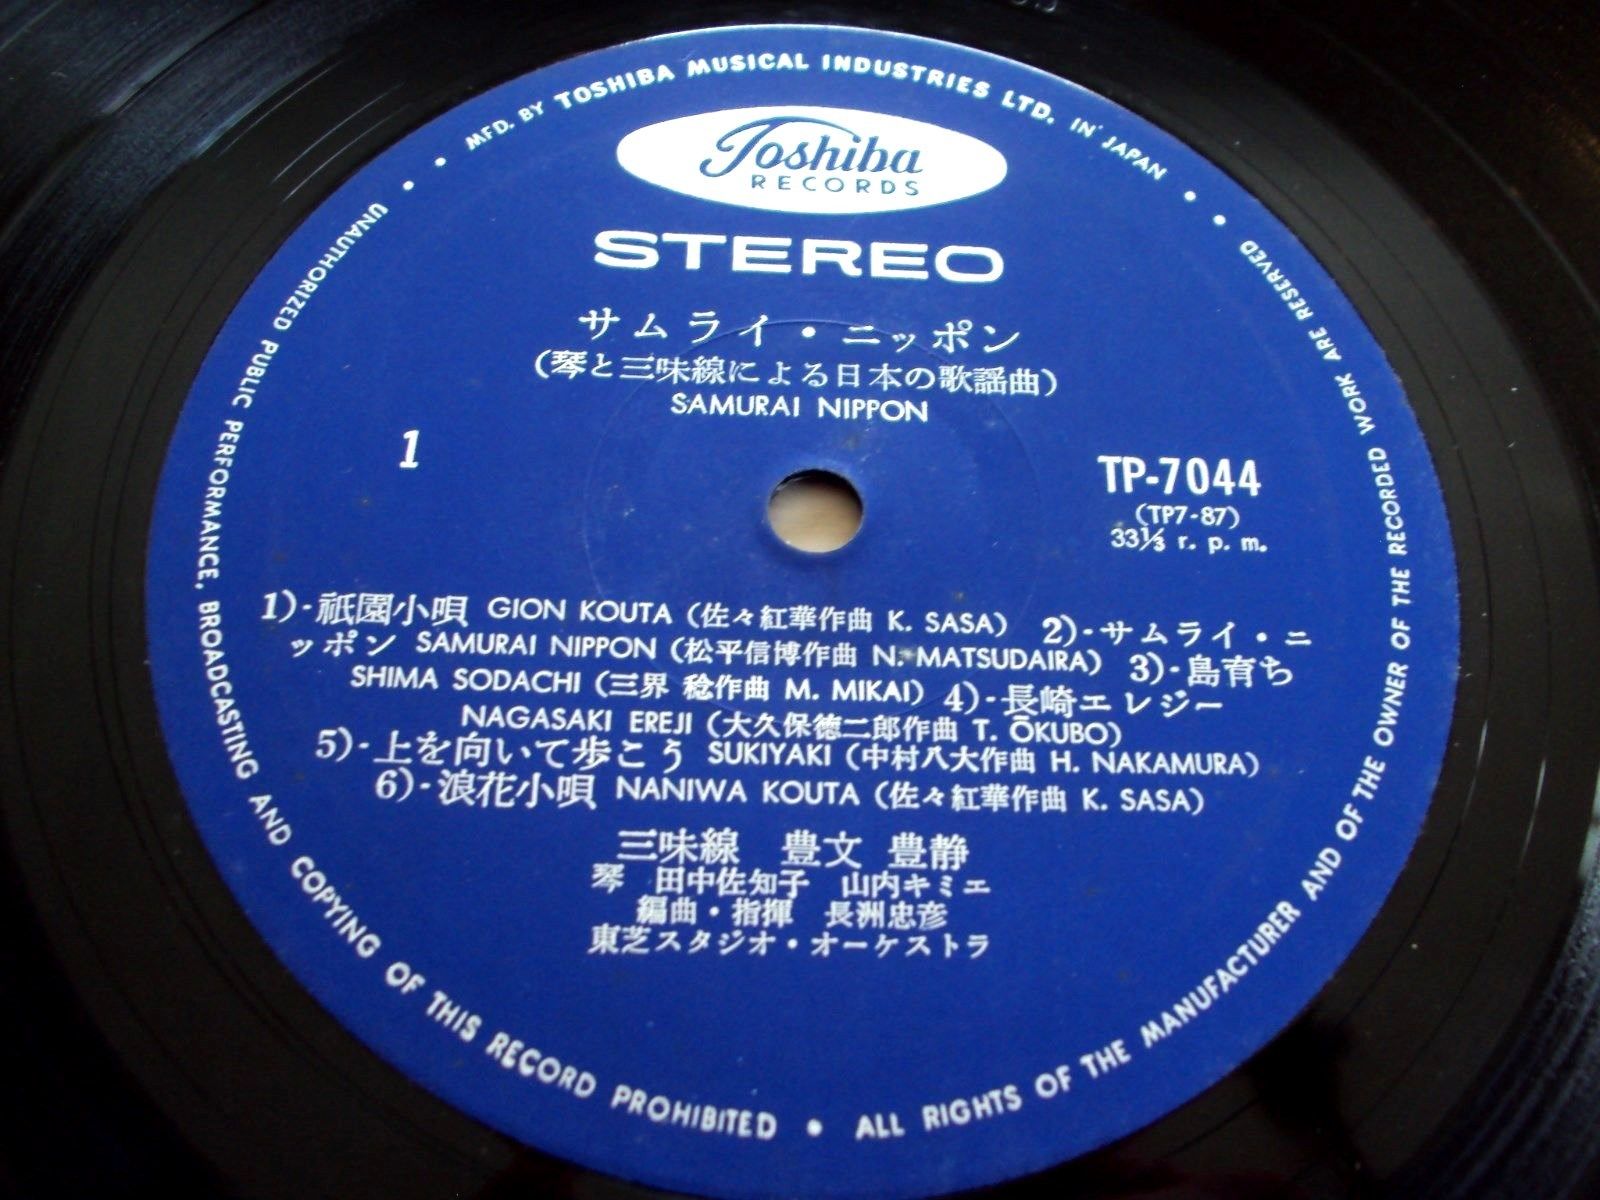 MFD. BY TOSHIBA MUSICAL INDUSTRIES LTD. IN JAPAN
Toshiba
RECORDS
STEREO
サムライ・ニッポン
(琴と三味線による日本の歌謡曲)
SAMURAI NIPPON
1
TP-7044
(TP7-87)
33⅓ r. p. m.
1)・祇園小唄 GION KOUTA (佐々紅華作曲 K. SASA) 2)・サムライ・ニ
ッポン SAMURAI NIPPON (松平信博作曲 N. MATSUDAIRA) 3)・島育ち
SHIMA SODACHI (三界 稔作曲 M. MIKAI) 4)・長崎エレジー
NAGASAKI EREJI (大久保徳二郎作曲 T. ŌKUBO)
5)・上を向いて歩こう SUKIYAKI (中村八大作曲 H. NAKAMURA)
6)・浪花小唄 NANIWA KOUTA (佐々紅華作曲 K. SASA)
三味線 豊文 豊静
琴 田中佐知子 山内キミエ
編曲・指揮 長洲忠彦
東芝スタジオ・オーケストラ
UNAUTHORIZED PUBLIC PERFORMANCE, BROADCASTING AND COPYING OF THIS RECORD PROHIBITED • ALL RIGHTS OF THE MANUFACTURER AND OF THE OWNER OF THE RECORDED WORK ARE RESERVED